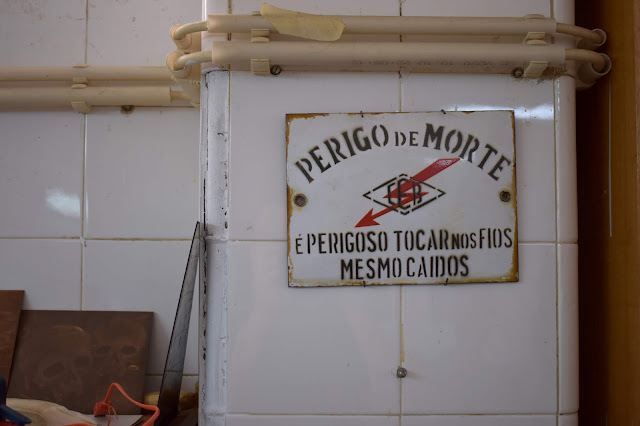 PERIGO DE MORTE
É PERIGOSO TOCAR NOS FIOS
MESMO CAIDOS